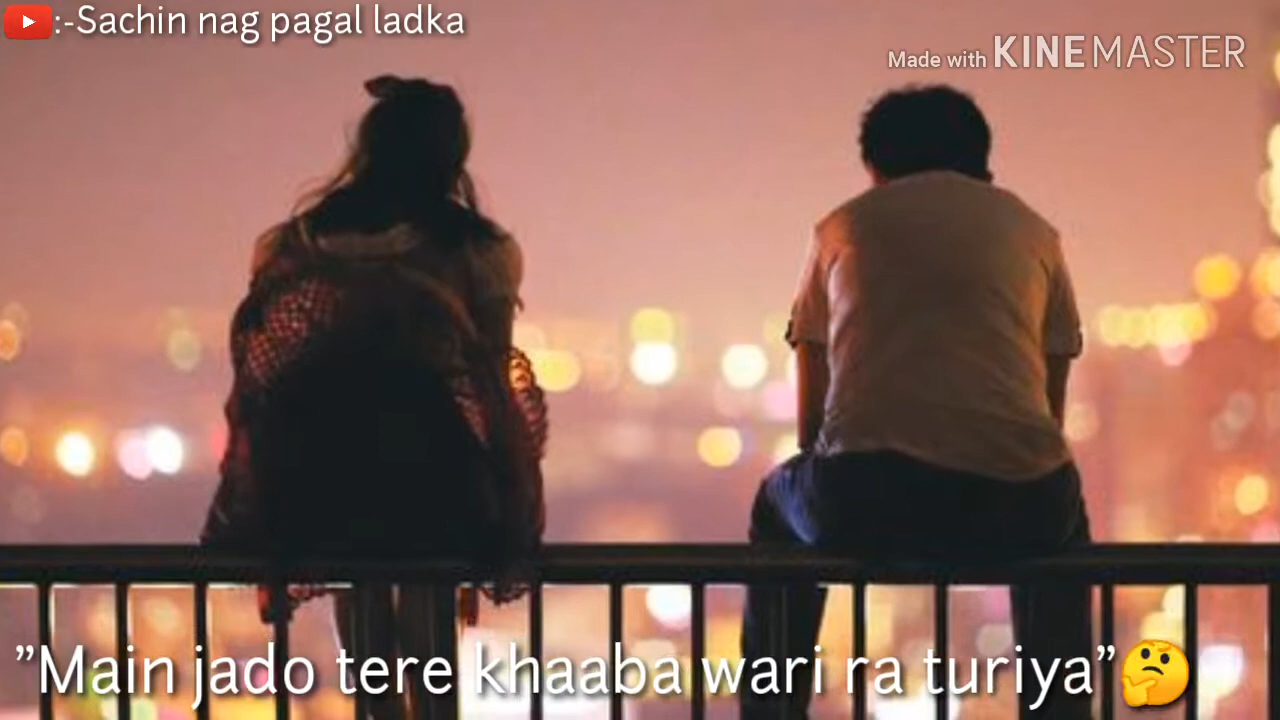 :-Sachin nag pagal ladka
Made with KINEMASTER
"Main jado tere khaaba wari ra turiya"🤔